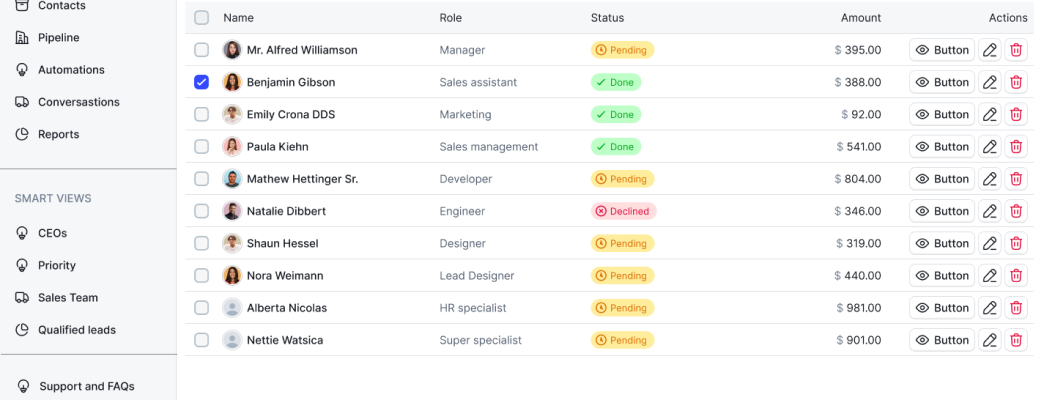 Contacts
Pipeline
Automations
Conversastions
Reports
SMART VIEWS
CEOs
Priority
Sales Team
Qualified leads
Support and FAQs
Name Role Status Amount Actions
Mr. Alfred Williamson Manager Pending $ 395.00 Button
Benjamin Gibson Sales assistant Done $ 388.00 Button
Emily Crona DDS Marketing Done $ 92.00 Button
Paula Kiehn Sales management Done $ 541.00 Button
Mathew Hettinger Sr. Developer Pending $ 804.00 Button
Natalie Dibbert Engineer Declined $ 346.00 Button
Shaun Hessel Designer Pending $ 319.00 Button
Nora Weimann Lead Designer Pending $ 440.00 Button
Alberta Nicolas HR specialist Pending $ 981.00 Button
Nettie Watsica Super specialist Pending $ 901.00 Button